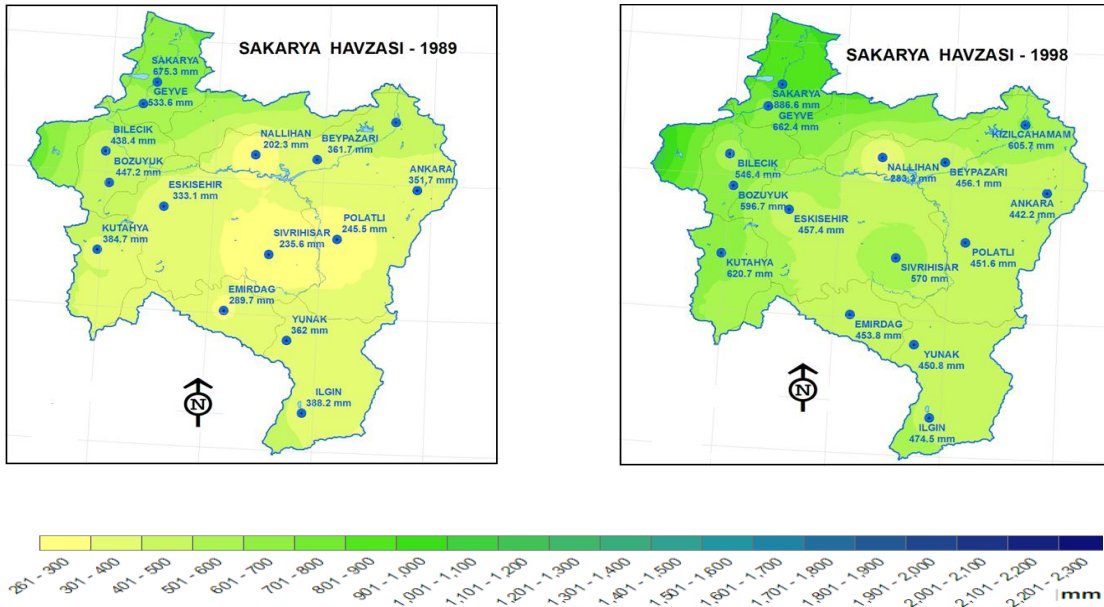 SAKARYA HAVZASI - 1989
SAKARYA
675.3 mm
GEYVE
533.6 mm
BILECIK
438.4 mm
BOZUYUK
447.2 mm
NALLIHAN
202.3 mm
BEYPAZARI
361.7 mm
ANKARA
351,7 mm
ESKISEHIR
333.1 mm
KUTAHYA
384.7 mm
POLATLI
245.5 mm
SIVRIHISAR
235.6 mm
EMIRDAG
289.7 mm
YUNAK
362 mm
ILGIN
388.2 mm
N
SAKARYA HAVZASI - 1998
SAKARYA
886.6 mm
GEYVE
662.4 mm
KIZILCAHAMAM
605.7 mm
BILECIK
546.4 mm
NALLIHAN
283.3 mm
BEYPAZARI
456.1 mm
BOZUYUK
596.7 mm
ANKARA
442.2 mm
ESKISEHIR
457.4 mm
POLATLI
451.6 mm
KUTAHYA
620.7 mm
SIVRIHISAR
570 mm
EMIRDAG
453.8 mm
YUNAK
450.8 mm
ILGIN
474.5 mm
N
261 - 300
301 - 400
401 - 500
501 - 600
601 - 700
701 - 800
801 - 900
901 - 1,000
1,001 - 1,100
1,101 - 1,200
1,201 - 1,300
1,301 - 1,400
1,401 - 1,500
1,501 - 1,600
1,601 - 1,700
1,701 - 1,800
1,801 - 1,900
1,901 - 2,000
2,001 - 2,100
2,101 - 2,200
2,201 - 2,300
mm